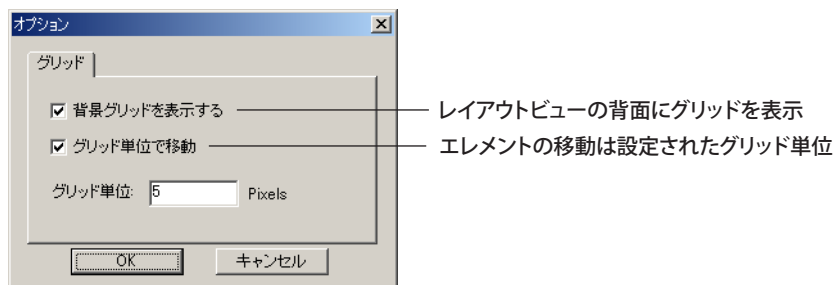 オプション
グリッド
背景グリッドを表示する
レイアウトビューの背面にグリッドを表示
グリッド単位で移動
エレメントの移動は設定されたグリッド単位
グリッド単位: 5 Pixels
OK キャンセル